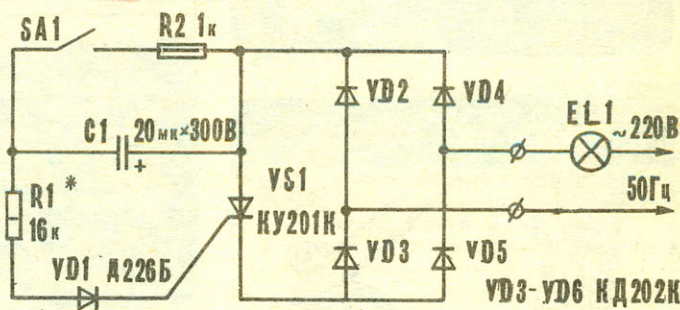 SA1
R2 1к
VD2
VD4
EL1
~220В
C1
20мк×300В
+
R1 *
16к
VS1
КУ201К
50Гц
VD1 Д226Б
VD3
VD5
VD3-VD6 КД202К